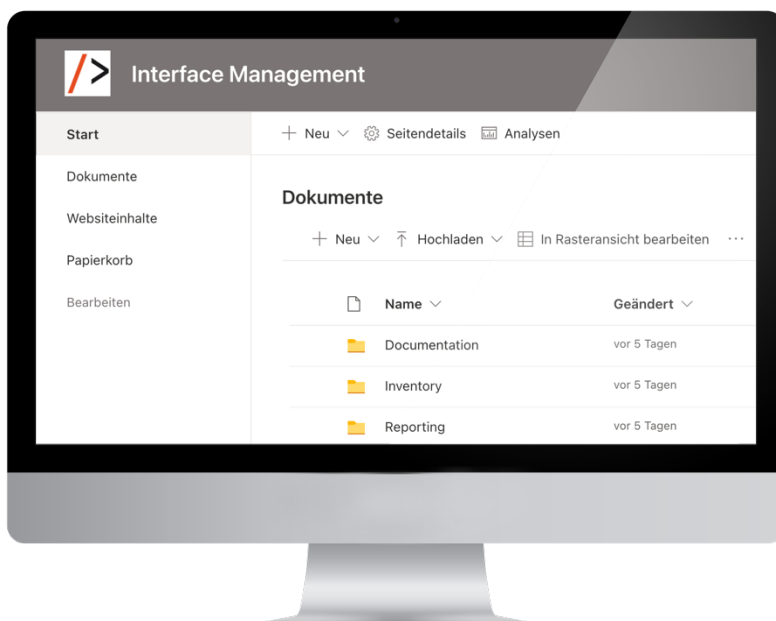 /> Interface Management
Start
Dokumente
Websiteinhalte
Papierkorb
Bearbeiten
Neu Seitendetails Analysen
Dokumente
Neu Hochladen In Rasteransicht bearbeiten ...
Name Geändert
Documentation vor 5 Tagen
Inventory vor 5 Tagen
Reporting vor 5 Tagen